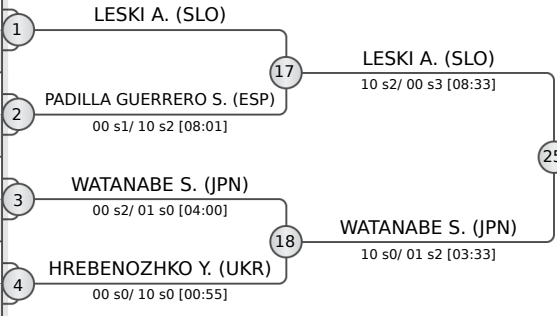 LESKI A. (SLO)
1
17
LESKI A. (SLO)
10 s2/ 00 s3 [08:33]
PADILLA GUERRERO S. (ESP)
2
00 s1/ 10 s2 [08:01]
25
WATANABE S. (JPN)
3
00 s2/ 01 s0 [04:00]
18
WATANABE S. (JPN)
10 s0/ 01 s2 [03:33]
HREBENOZHKO Y. (UKR)
4
00 s0/ 10 s0 [00:55]